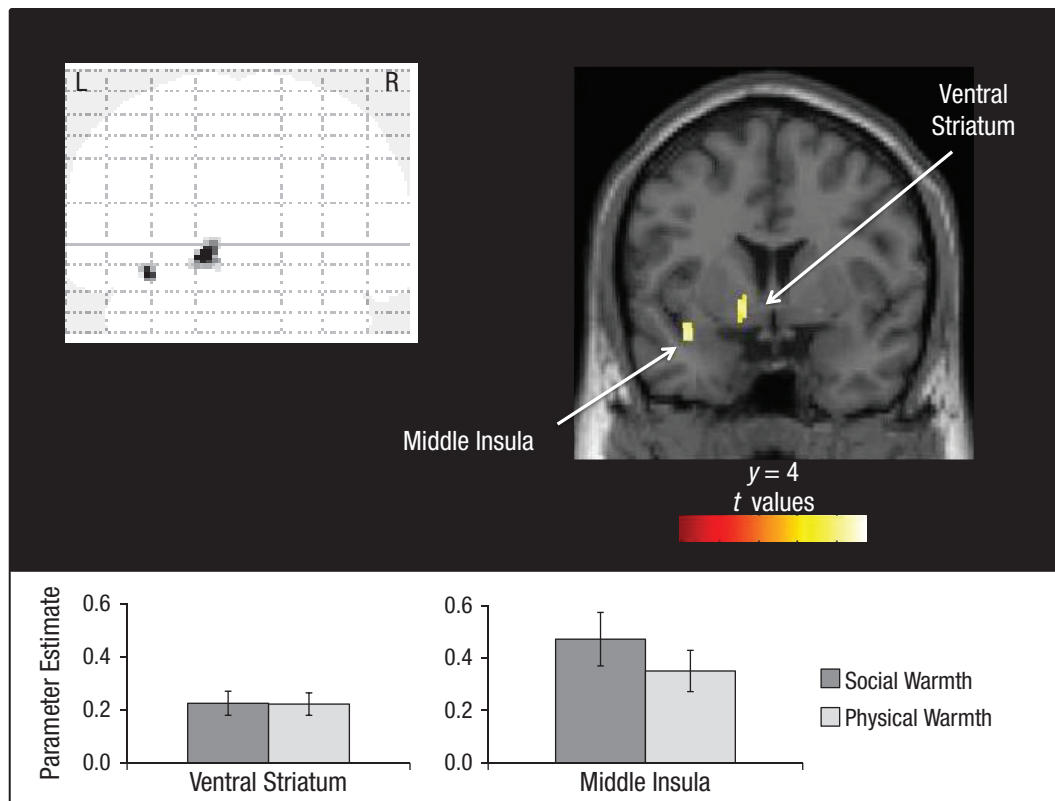 L
R
Ventral
Striatum
Middle Insula
y = 4
t values
Parameter Estimate
0.6
0.4
0.2
0.0
Ventral Striatum
0.6
0.4
0.2
0.0
Middle Insula
Social Warmth
Physical Warmth